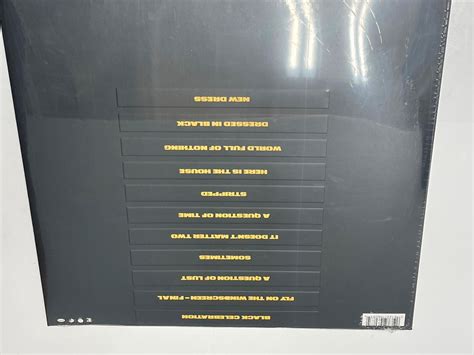 BLACK CELEBRATION
FLY ON THE WINDSCREEN – FINAL
A QUESTION OF LUST
SOMETIMES
IT DOESN'T MATTER TWO
A QUESTION OF TIME
STRIPPED
HERE IS THE HOUSE
WORLD FULL OF NOTHING
DRESSED IN BLACK
NEW DRESS